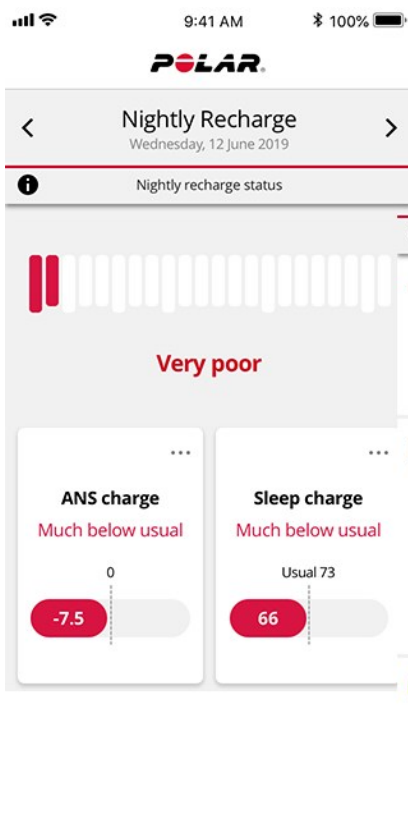 9:41 AM 100%
POLAR.
Nightly Recharge
Wednesday, 12 June 2019
Nightly recharge status
Very poor
ANS charge Sleep charge
Much below usual Much below usual
0 Usual 73
-7.5 66